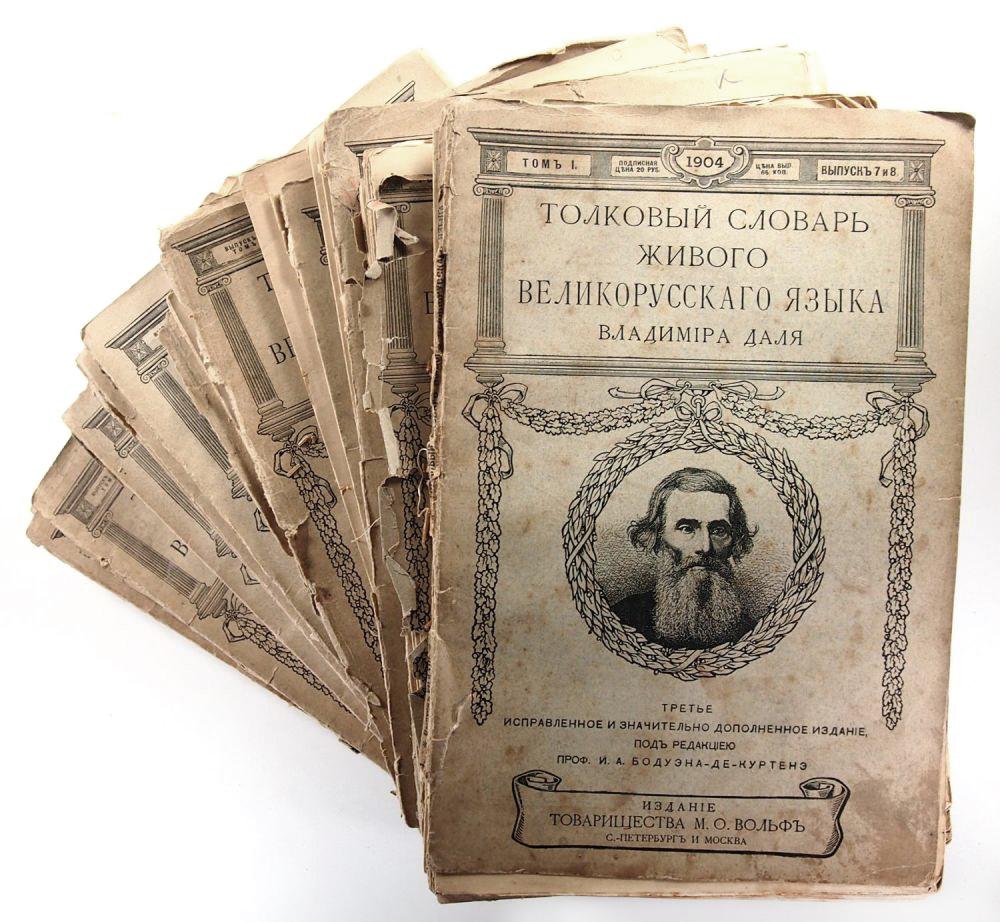 ТОМЪ I.
ПОДПИСНАЯ
ЦѢНА 20 РУБ.
1904
ЦѢНА ВЫП.
65 КОП.
ВЫПУСКЪ 7 и 8.
ТОЛКОВЫЙ СЛОВАРЬ
ЖИВОГО
ВЕЛИКОРУССКАГО ЯЗЫКА
ВЛАДИМІРА ДАЛЯ
ТРЕТЬЕ
ИСПРАВЛЕННОЕ И ЗНАЧИТЕЛЬНО ДОПОЛНЕННОЕ ИЗДАНІЕ,
ПОДЪ РЕДАКЦІЕЮ
ПРОФ. И. А. БОДУЭНА-ДЕ-КУРТЕНЭ
ИЗДАНІЕ
ТОВАРИЩЕСТВА М. О. ВОЛЬФЪ
С.-ПЕТЕРБУРГЪ И МОСКВА